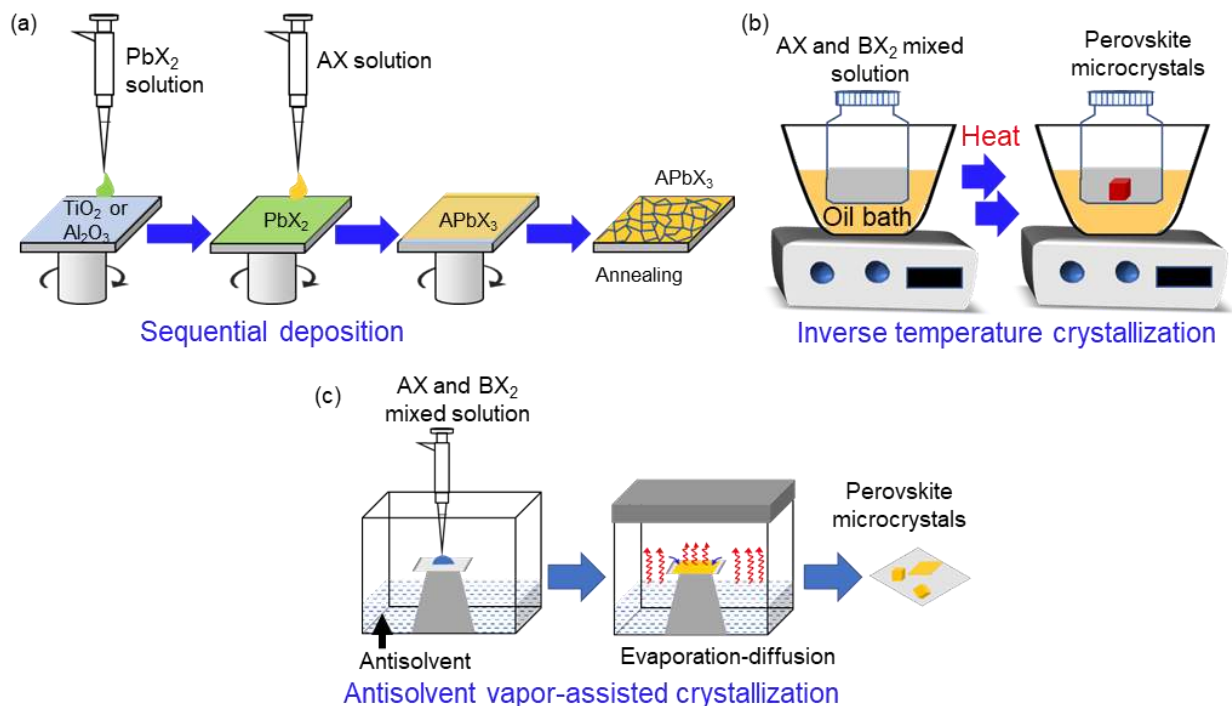 (a)
PbX₂
solution
AX solution
TiO₂ or
Al₂O₃
PbX₂
APbX₃
APbX₃
Annealing
Sequential deposition
(b)
AX and BX₂ mixed
solution
Perovskite
microcrystals
Heat
Oil bath
Inverse temperature crystallization
(c)
AX and BX₂
mixed solution
Perovskite
microcrystals
Antisolvent
Evaporation-diffusion
Antisolvent vapor-assisted crystallization